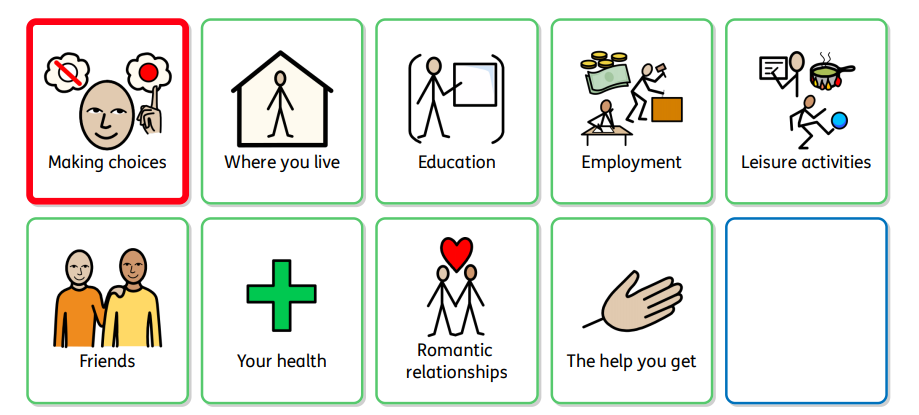 Making choices
Where you live
Education
Employment
Leisure activities
Friends
Your health
Romantic
relationships
The help you get